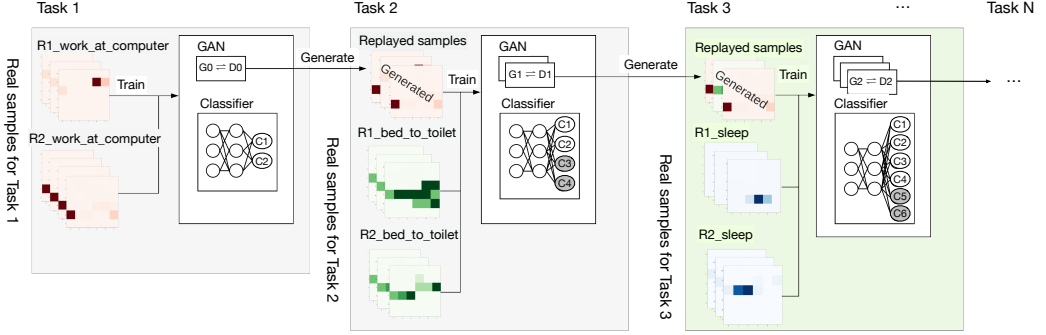 Task 1
Task 2
Task 3
...
Task N
Real samples for Task 1
R1_work_at_computer
Train
R2_work_at_computer
GAN
G0 ⇌ D0
Classifier
C1
C2
Generate
Real samples for Task 2
Replayed samples
Generated
Train
R1_bed_to_toilet
R2_bed_to_toilet
GAN
G1 ⇌ D1
Classifier
C1
C2
C3
C4
Generate
Real samples for Task 3
Replayed samples
Generated
Train
R1_sleep
R2_sleep
GAN
G2 ⇌ D2
Classifier
C1
C2
C3
C4
C5
C6
...